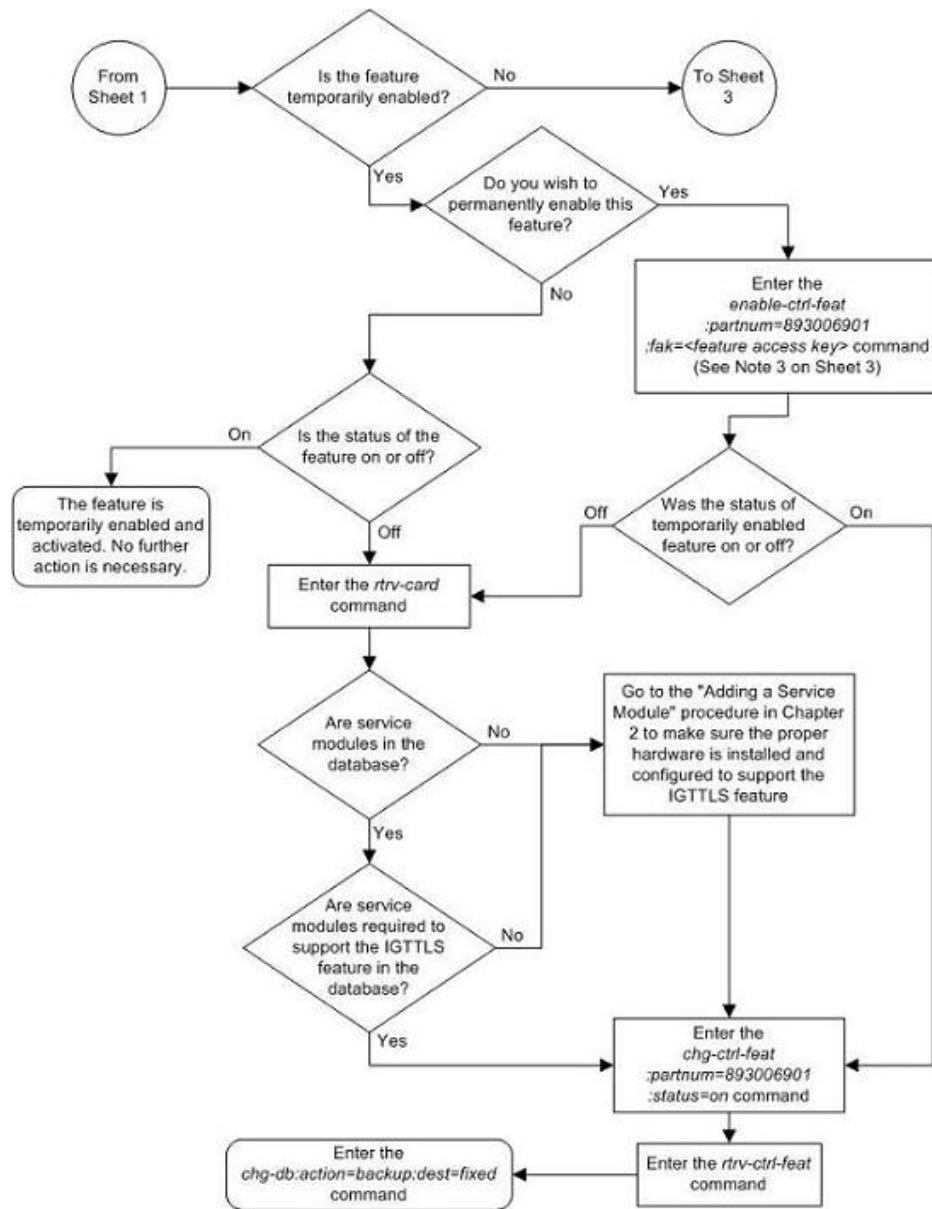 From
Sheet 1
Is the feature
temporarily enabled?
No
To Sheet
3
Yes
Do you wish to
permanently enable this
feature?
Yes
No
Enter the
enable-ctrl-feat
:partnum=893006901
:fak=<feature access key> command
(See Note 3 on Sheet 3)
Is the status of the
feature on or off?
On
The feature is
temporarily enabled and
activated. No further
action is necessary.
Off
Was the status of
temporarily enabled
feature on or off?
Off
On
Enter the rtrv-card
command
Are service
modules in the
database?
No
Go to the "Adding a Service
Module" procedure in Chapter
2 to make sure the proper
hardware is installed and
configured to support the
IGTTLS feature
Yes
Are service
modules required to
support the IGTTLS
feature in the
database?
No
Yes
Enter the
chg-ctrl-feat
:partnum=893006901
:status=on command
Enter the rtrv-ctrl-feat
command
Enter the
chg-db:action=backup:dest=fixed
command